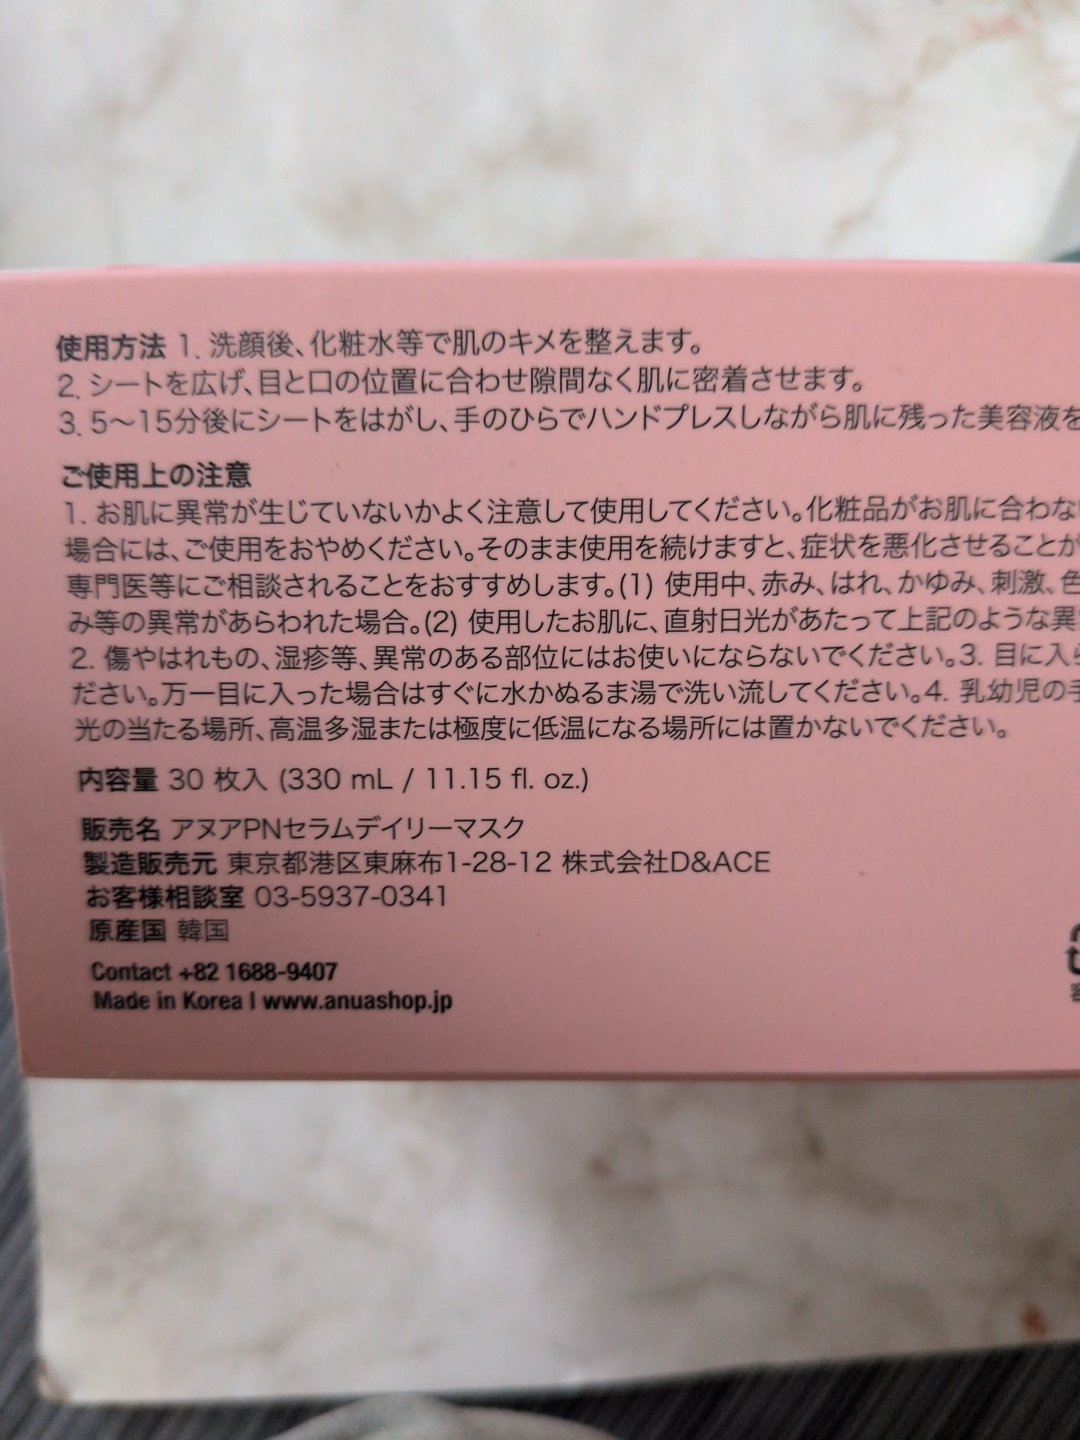 使用方法 1. 洗顔後、化粧水等で肌のキメを整えます。
2. シートを広げ、目と口の位置に合わせ隙間なく肌に密着させます。
3. 5～15分後にシートをはがし、手のひらでハンドプレスしながら肌に残った美容液を
ご使用上の注意
1. お肌に異常が生じていないかよく注意して使用してください。化粧品がお肌に合わな
場合には、ご使用をおやめください。そのまま使用を続けますと、症状を悪化させることが
専門医等にご相談されることをおすすめします。(1) 使用中、赤み、はれ、かゆみ、刺激、色
み等の異常があらわれた場合。(2) 使用したお肌に、直射日光があたって上記のような異
2. 傷やはれもの、湿疹等、異常のある部位にはお使いにならないでください。3. 目に入ら
ださい。万一目に入った場合はすぐに水かぬるま湯で洗い流してください。4. 乳幼児の手
光の当たる場所、高温多湿または極度に低温になる場所には置かないでください。
内容量 30 枚入 (330 mL / 11.15 fl. oz.)
販売名 アヌアPNセラムデイリーマスク
製造販売元 東京都港区東麻布1-28-12 株式会社D&ACE
お客様相談室 03-5937-0341
原産国 韓国
Contact +82 1688-9407
Made in Korea I www.anuashop.jp